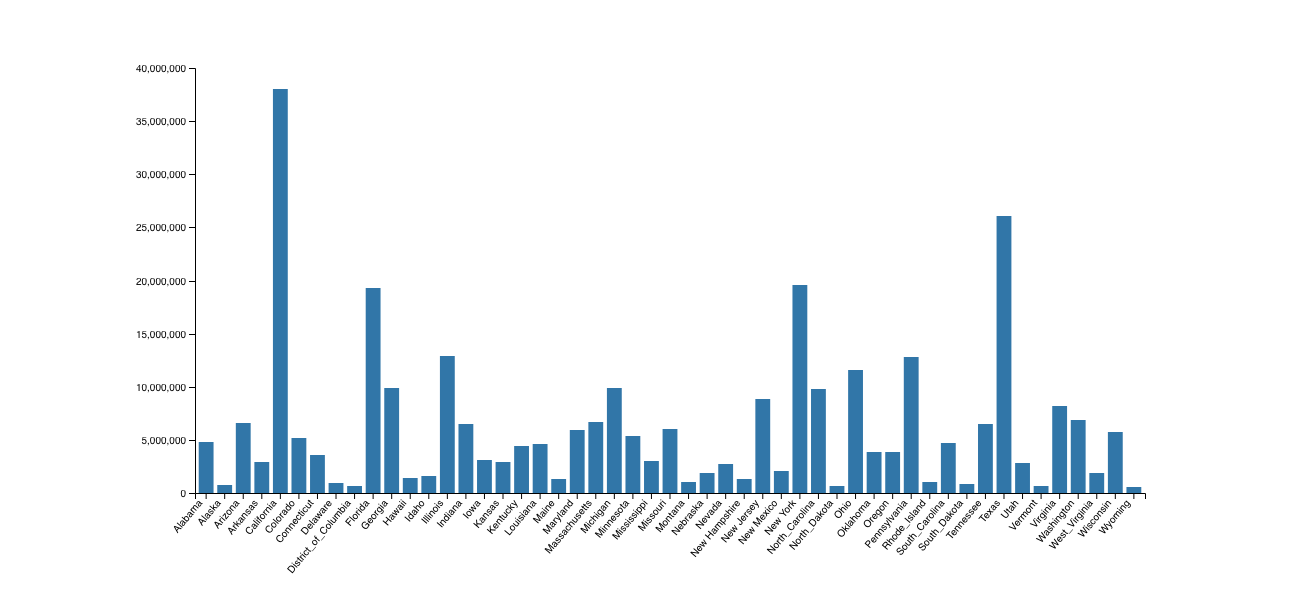 40,000,000
35,000,000
30,000,000
25,000,000
20,000,000
15,000,000
10,000,000
5,000,000
0
Alabama
Alaska
Arizona
Arkansas
California
Colorado
Connecticut
Delaware
District_of_Columbia
Florida
Georgia
Hawaii
Idaho
Illinois
Indiana
Iowa
Kansas
Kentucky
Louisiana
Maine
Maryland
Massachusetts
Michigan
Minnesota
Mississippi
Missouri
Montana
Nebraska
Nevada
New Hampshire
New Jersey
New Mexico
New York
North_Carolina
North_Dakota
Ohio
Oklahoma
Oregon
Pennsylvania
Rhode_Island
South_Carolina
South_Dakota
Tennessee
Texas
Utah
Vermont
Virginia
Washington
West_Virginia
Wisconsin
Wyoming